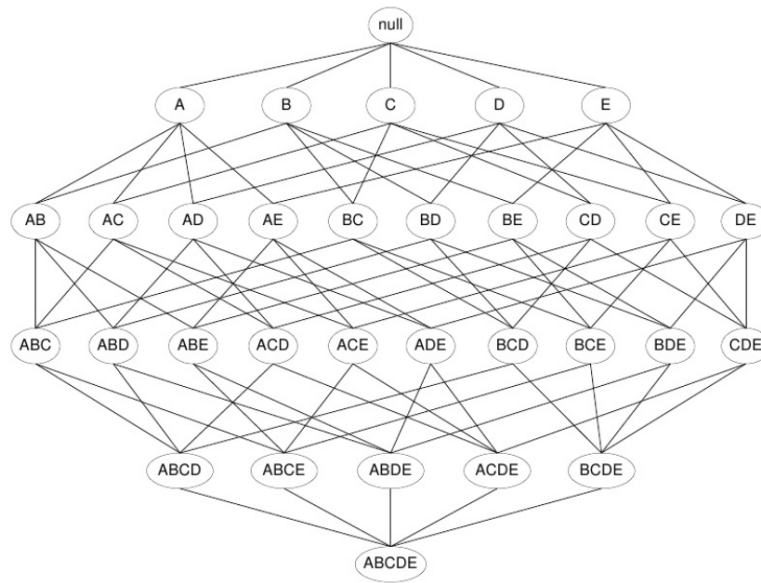 null
A B C D E
AB AC AD AE BC BD BE CD CE DE
ABC ABD ABE ACD ACE ADE BCD BCE BDE CDE
ABCD ABCE ABDE ACDE BCDE
ABCDE